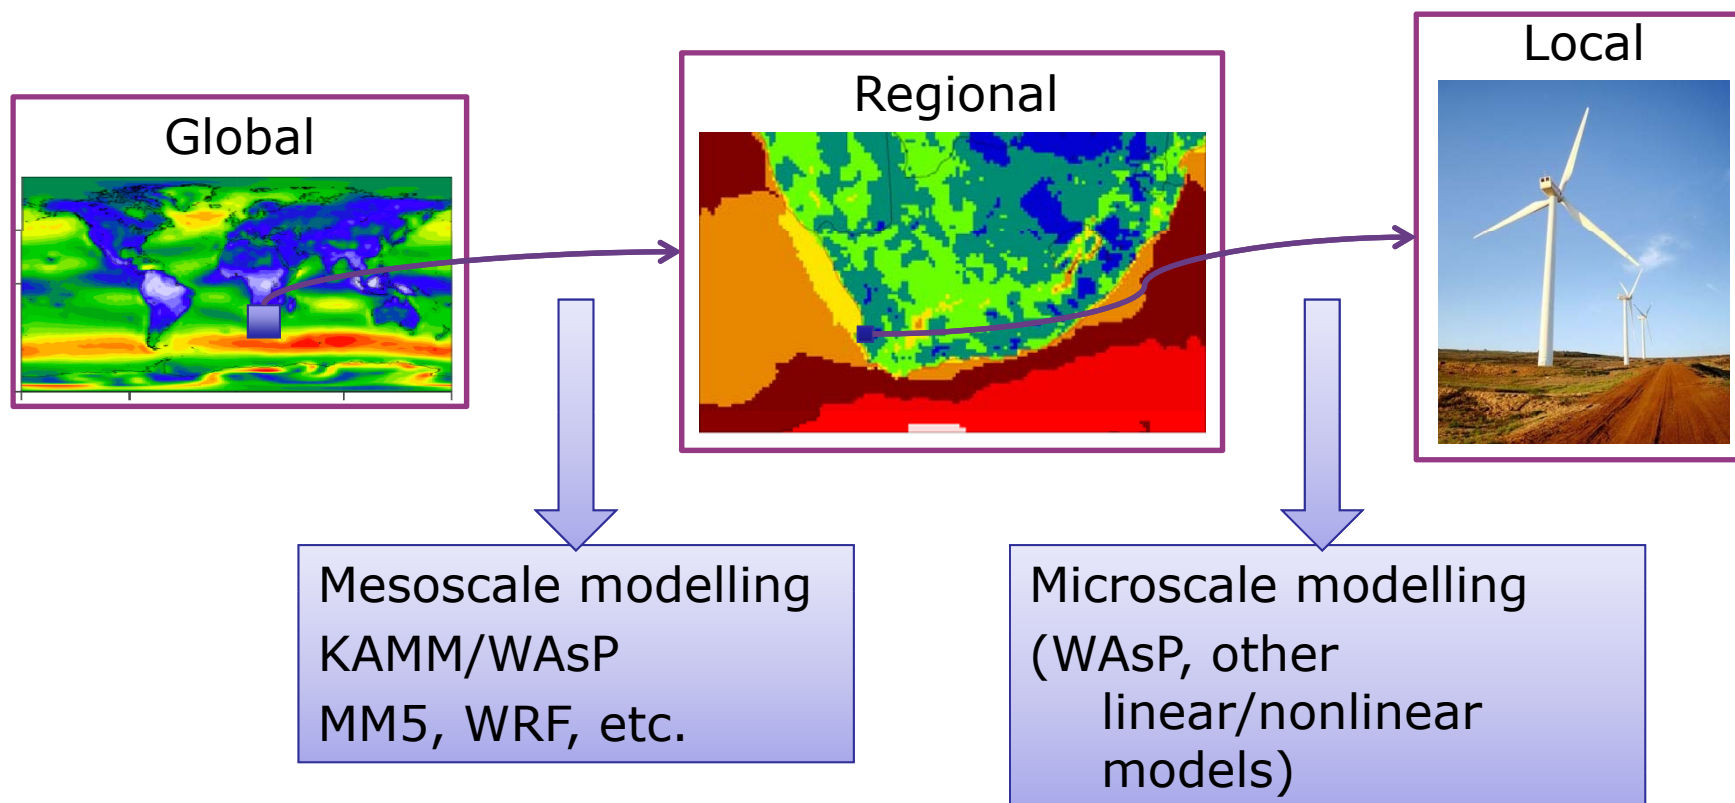 Global
Regional
Local
Mesoscale modelling
KAMM/WAsP
MM5, WRF, etc.
Microscale modelling
(WAsP, other
linear/nonlinear
models)